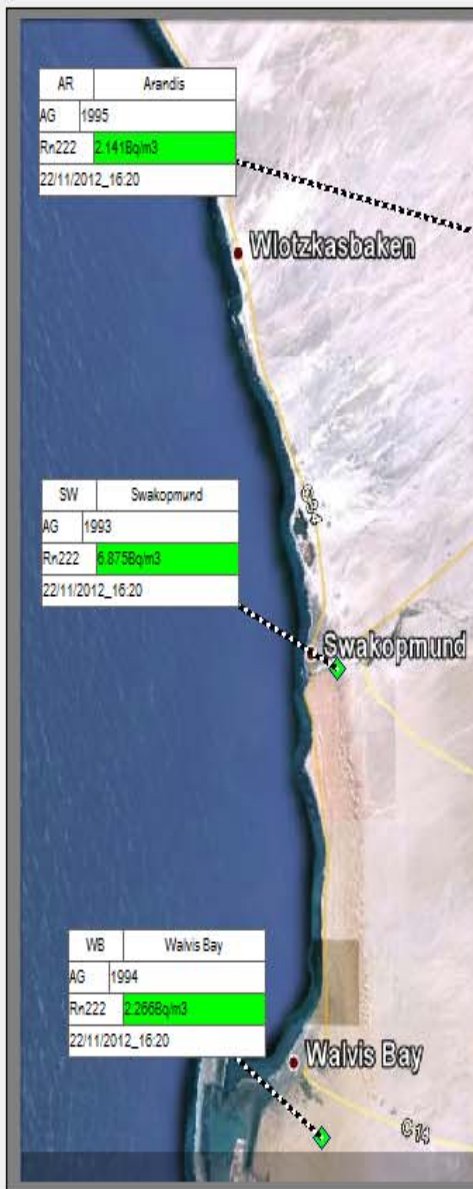 AR Arandis
AG 1995
Rn222 2.141Bq/m3
22/11/2012_16:20
Wlotzkasbaken
SW Swakopmund
AG 1993
Rn222 6.875Bq/m3
22/11/2012_16:20
C34
Swakopmund
WB Walvis Bay
AG 1994
Rn222 2.266Bq/m3
22/11/2012_16:20
Walvis Bay
C14